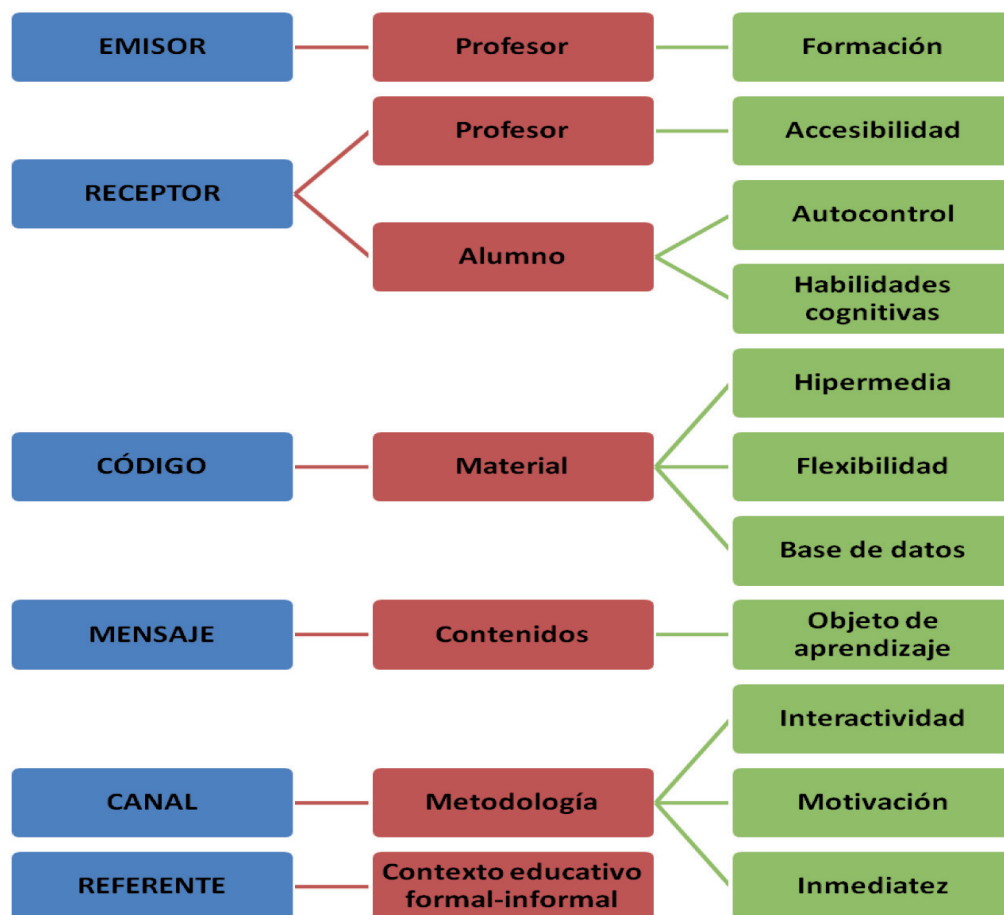 EMISOR
Profesor
Formación
RECEPTOR
Profesor
Accesibilidad
Alumno
Autocontrol
Habilidades
cognitivas
CÓDIGO
Material
Hipermedia
Flexibilidad
Base de datos
MENSAJE
Contenidos
Objeto de
aprendizaje
CANAL
Metodología
Interactividad
Motivación
Inmediatez
REFERENTE
Contexto educativo
formal-informal